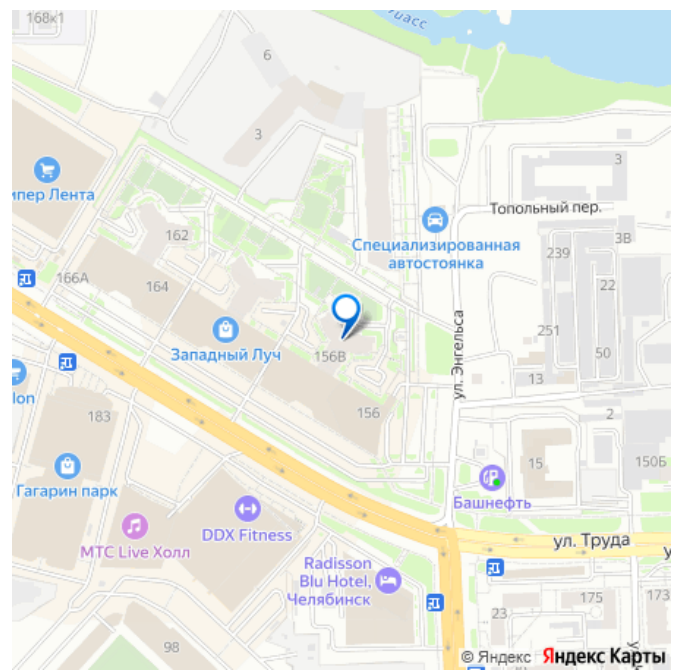 168к1
6
3
3
Топольный пер.
ипер Лента
162
Специализированная
автостоянка
239
3В
22
166А
164
251
Западный Луч
156В
ул. Энгельса
50
13
lon
183
156
2
15
150Б
Гагарин парк
Башнефть
DDX Fitness
МТС Live Холл
ул. Труда
Radisson
Blu Hotel,
Челябинск
23
175
173
98
© Яндекс Яндекс Карты